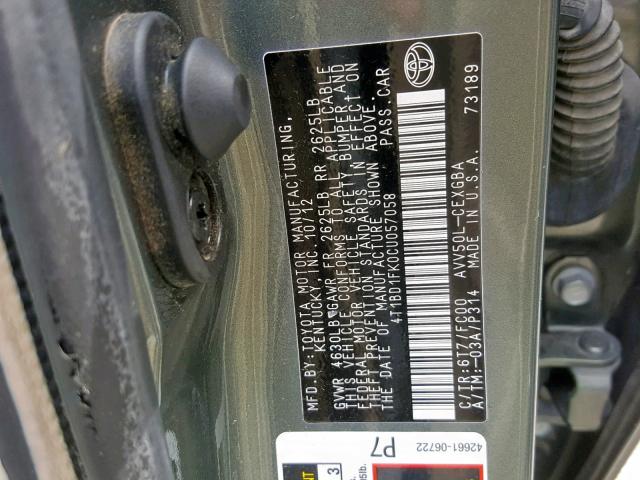 MFD.BY:TOYOTA MOTOR MANUFACTURING,
KENTUCKY, INC. 10/12
GVWR 4630LB GAWR FR 2625LB RR 2625LB
THIS VEHICLE CONFORMS TO ALL APPLICABLE
FEDERAL MOTOR VEHICLE SAFETY, BUMPER AND
THEFT PREVENTION STANDARDS IN EFFECT ON
THE DATE OF MANUFACTURE SHOWN ABOVE.
4T1BD1FK0CU057058 PASS.CAR
C/TR:6T7/FC00 AVV50L-CEXGBA
A/TM:-03A/P314 MADE IN U.S.A. 73189
42661-06722
P7